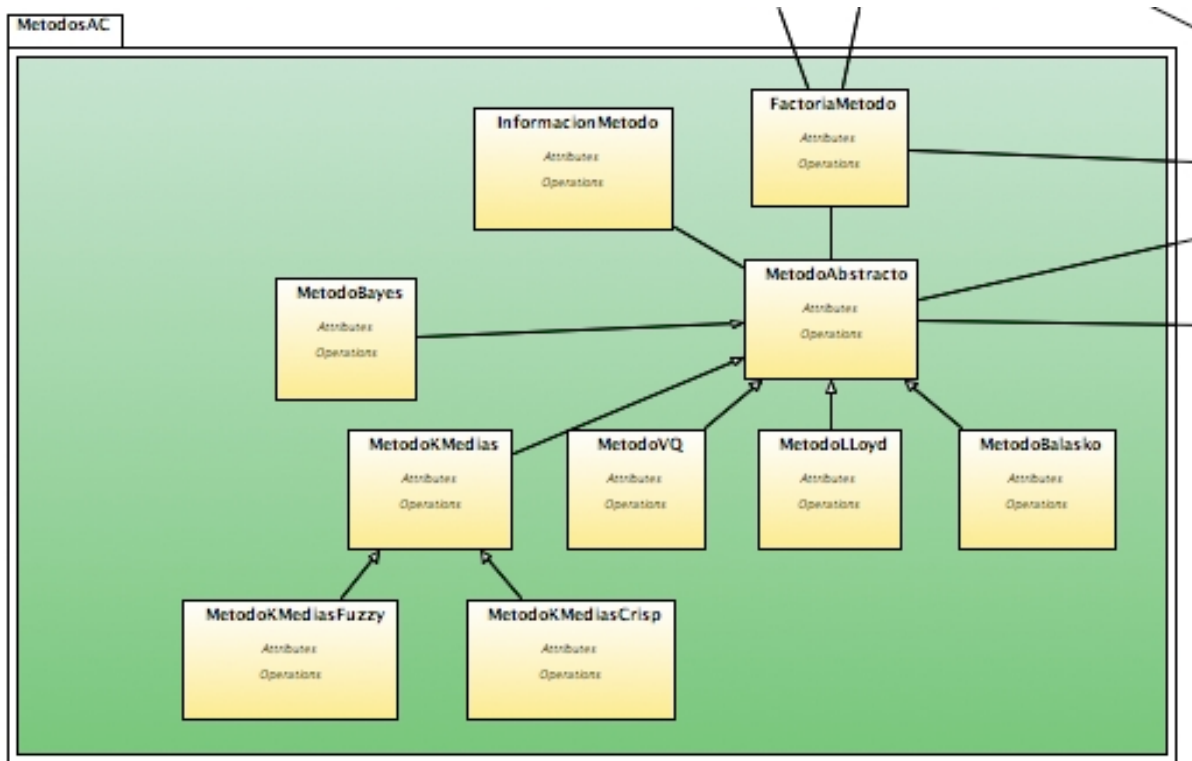 MetodosAC
FactoriaMetodo
Attributes
Operations
InformacionMetodo
Attributes
Operations
MetodoAbstracto
Attributes
Operations
MetodoBayes
Attributes
Operations
MetodoKMedias
Attributes
Operations
MetodoVQ
Attributes
Operations
MetodoLLoyd
Attributes
Operations
MetodoBalasko
Attributes
Operations
MetodoKMediasFuzzy
Attributes
Operations
MetodoKMediasCrisp
Attributes
Operations